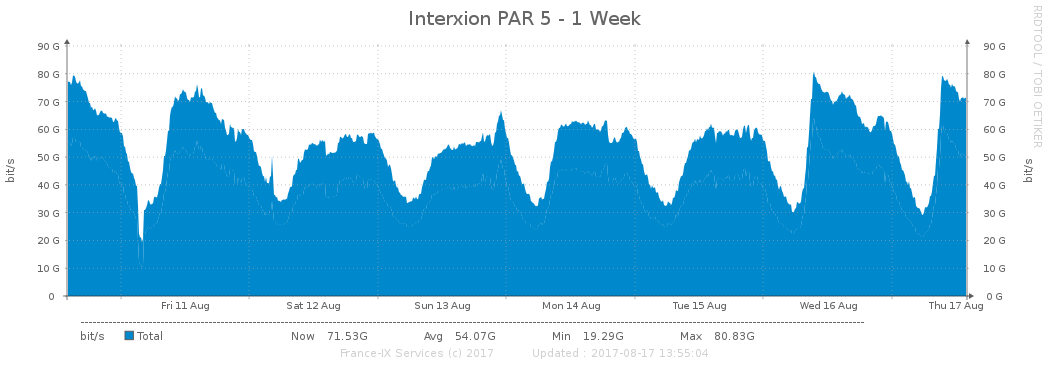 Interxion PAR 5 - 1 Week
RRDTOOL / TOBI OETIKER
90 G 90 G
80 G 80 G
70 G 70 G
60 G 60 G
50 G 50 G
40 G 40 G
30 G 30 G
20 G 20 G
10 G 10 G
0 0 G
bit/s
bit/s
Fri 11 Aug Sat 12 Aug Sun 13 Aug Mon 14 Aug Tue 15 Aug Wed 16 Aug Thu 17 Aug
bit/s Total Now 71.53G Avg 54.07G Min 19.29G Max 80.83G
France-IX Services (c) 2017 Updated : 2017-08-17 13:55:04